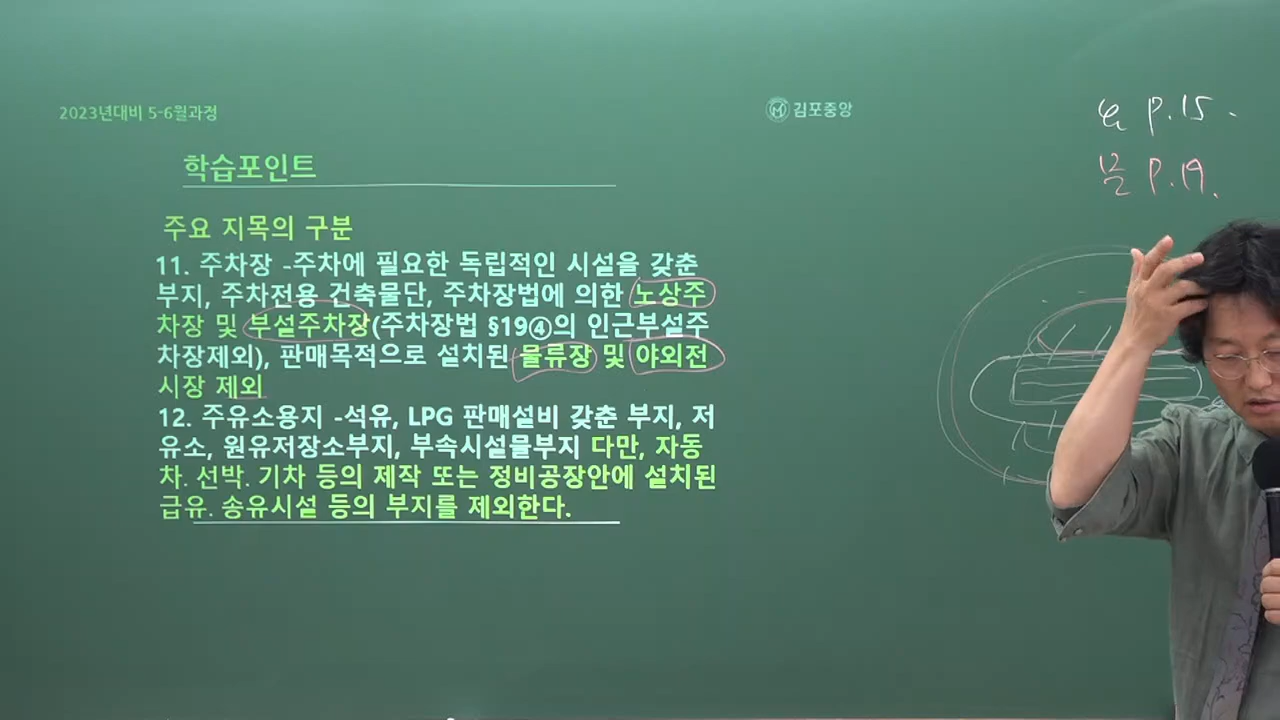 2023년대비 5-6월과정
김포중앙
p.15.
p.19.
학습포인트
주요 지목의 구분
11. 주차장 -주차에 필요한 독립적인 시설을 갖춘
부지, 주차전용 건축물단, 주차장법에 의한 노상주
차장 및 부설주차장(주차장법 §19④의 인근부설주
차장제외), 판매목적으로 설치된 물류장 및 야외전
시장 제외
12. 주유소용지 -석유, LPG 판매설비 갖춘 부지, 저
유소, 원유저장소부지, 부속시설물부지 다만, 자동
차. 선박. 기차 등의 제작 또는 정비공장안에 설치된
급유. 송유시설 등의 부지를 제외한다.